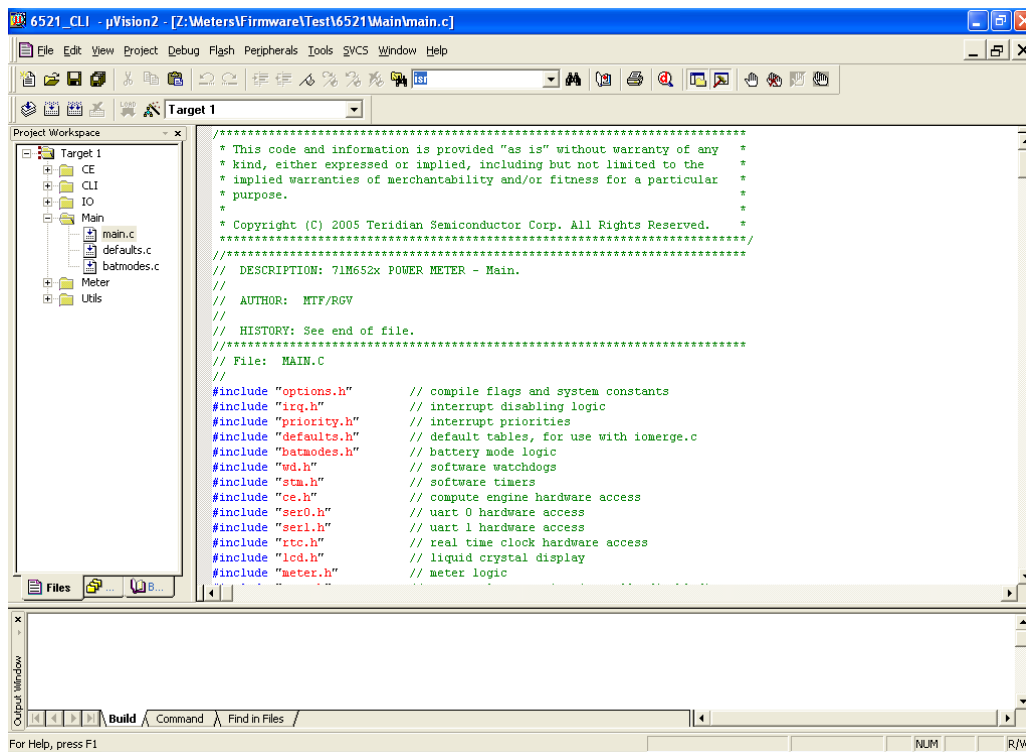 6521_CLI - µVision2 - [Z:\Meters\Firmware\Test\6521\Main\main.c]
File Edit View Project Debug Flash Peripherals Tools SVCS Window Help
isr
LOAD
Target 1
Project Workspace
Target 1
CE
CLI
IO
Main
main.c
defaults.c
batmodes.c
Meter
Utils
Files
...
B...
/***************************************************************************
* This code and information is provided "as is" without warranty of any *
* kind, either expressed or implied, including but not limited to the *
* implied warranties of merchantability and/or fitness for a particular *
* purpose. *
* *
* Copyright (C) 2005 Teridian Semiconductor Corp. All Rights Reserved. *
***************************************************************************/
//**************************************************************************
// DESCRIPTION: 71M652x POWER METER - Main.
//
// AUTHOR: MTF/RGV
//
// HISTORY: See end of file.
//**************************************************************************
// File: MAIN.C
//
#include "options.h" // compile flags and system constants
#include "irq.h" // interrupt disabling logic
#include "priority.h" // interrupt priorities
#include "defaults.h" // default tables, for use with iomerge.c
#include "batmodes.h" // battery mode logic
#include "wd.h" // software watchdogs
#include "stm.h" // software timers
#include "ce.h" // compute engine hardware access
#include "ser0.h" // uart 0 hardware access
#include "ser1.h" // uart 1 hardware access
#include "rtc.h" // real time clock hardware access
#include "lcd.h" // liquid crystal display
#include "meter.h" // meter logic
Output Window
Build Command Find in Files
For Help, press F1
NUM
R/W